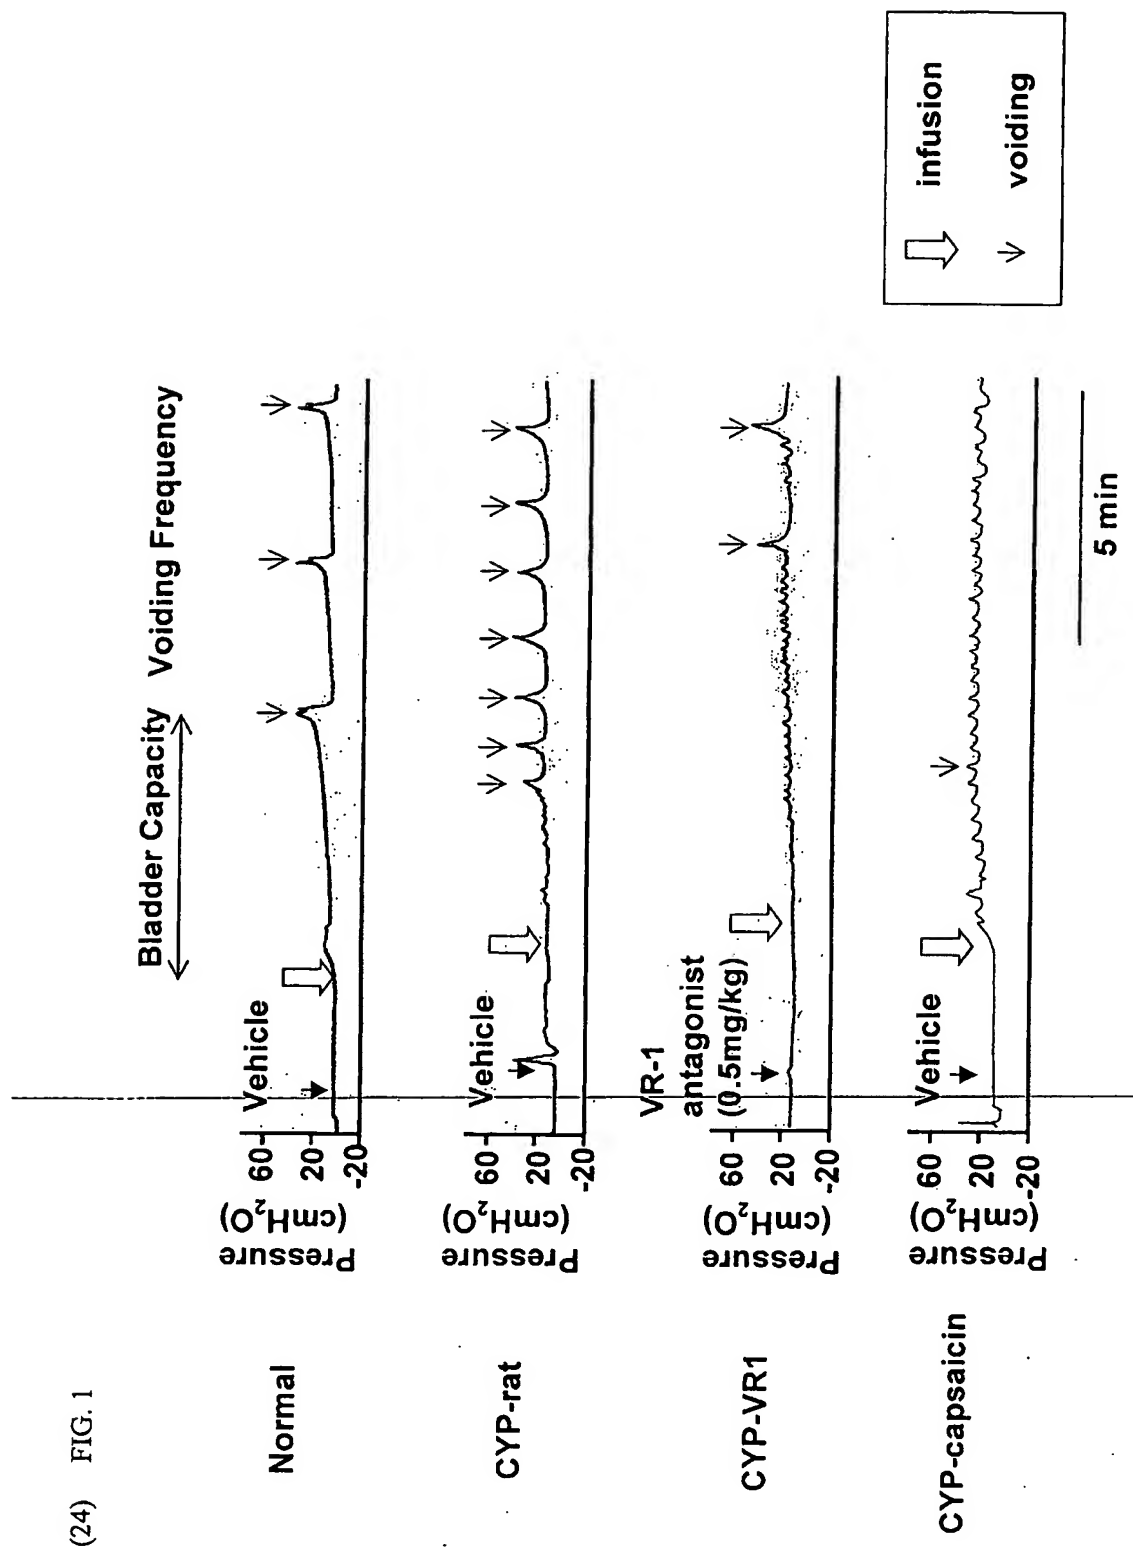 (24) FIG. 1
Bladder Capacity Voiding Frequency
Normal
Pressure
(cmH₂O)
60
20
-20
Vehicle
CYP-rat
Pressure
(cmH₂O)
60
20
-20
Vehicle
CYP-VR1
Pressure
(cmH₂O)
60
20
-20
VR-1
antagonist
(0.5mg/kg)
CYP-capsaicin
Pressure
(cmH₂O)
60
20
-20
Vehicle
5 min
infusion
voiding